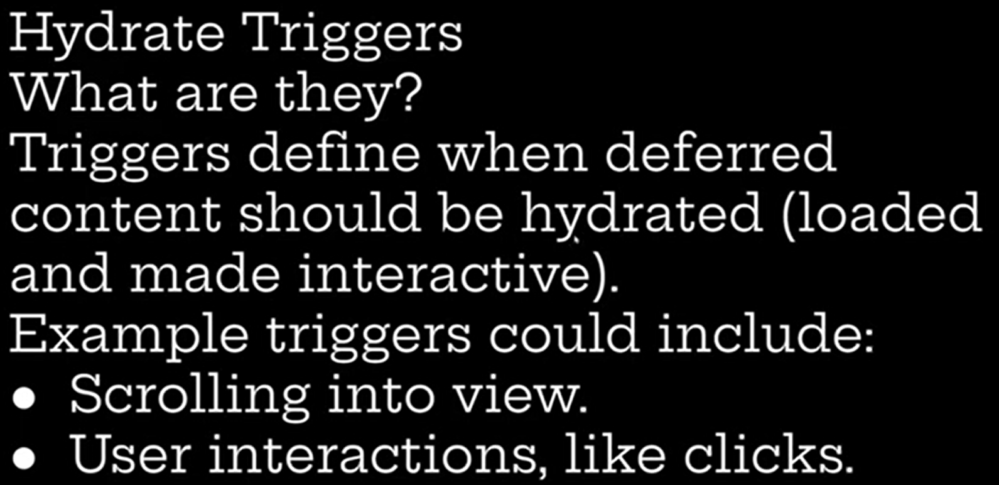 Hydrate Triggers
What are they?
Triggers define when deferred
content should be hydrated (loaded
and made interactive).
Example triggers could include:
● Scrolling into view.
● User interactions, like clicks.